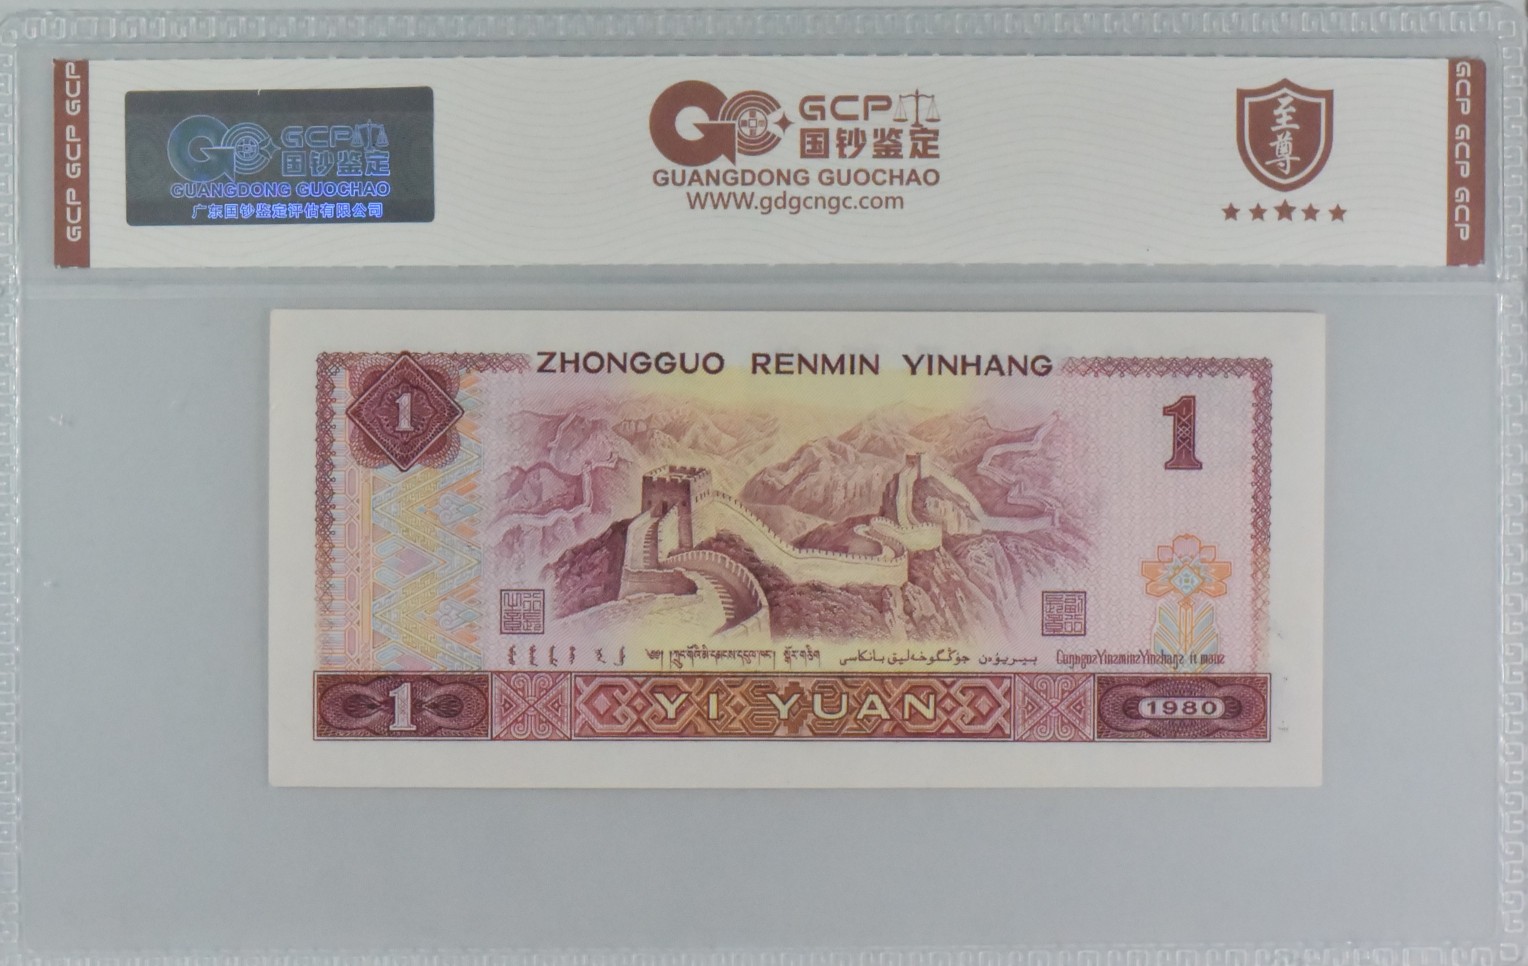 GCP GCP GCP
GCP
国钞鉴定
GUANGDONG GUOCHAO
广东国钞鉴定评估有限公司
GCP
国钞鉴定
GUANGDONG GUOCHAO
WWW.gdgcngc.com
至尊
GCP GCP GCP
ZHONGGUO RENMIN YINHANG
1
1
1
YI YUAN
1980